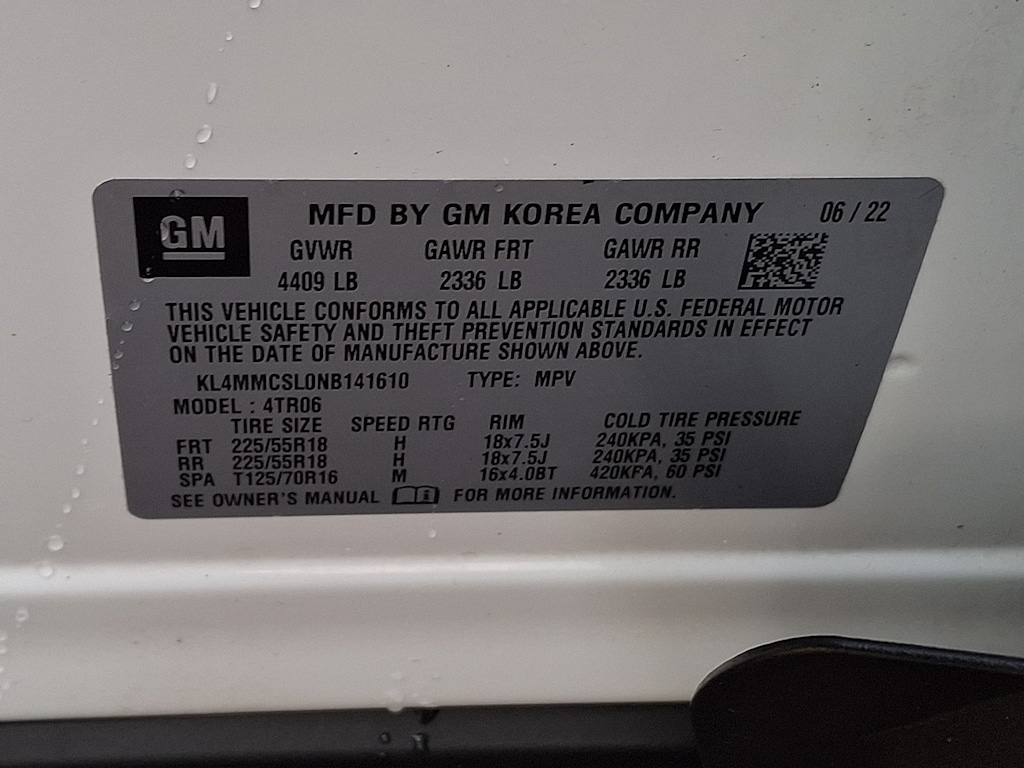 GM
MFD BY GM KOREA COMPANY 06 / 22
GVWR GAWR FRT GAWR RR
4409 LB 2336 LB 2336 LB
THIS VEHICLE CONFORMS TO ALL APPLICABLE U.S. FEDERAL MOTOR
VEHICLE SAFETY AND THEFT PREVENTION STANDARDS IN EFFECT
ON THE DATE OF MANUFACTURE SHOWN ABOVE.
KL4MMCSL0NB141610 TYPE: MPV
MODEL : 4TR06
TIRE SIZE SPEED RTG RIM COLD TIRE PRESSURE
FRT 225/55R18 H 18x7.5J 240KPA, 35 PSI
RR 225/55R18 H 18x7.5J 240KPA, 35 PSI
SPA T125/70R16 M 16x4.0BT 420KPA, 60 PSI
SEE OWNER'S MANUAL i FOR MORE INFORMATION.